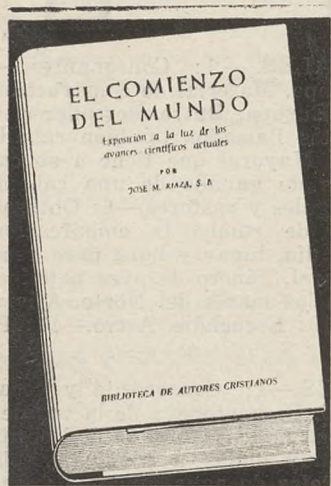 EL COMIENZO
DEL MUNDO
Exposición a la luz de los
avances científicos actuales
POR
JOSE M. RIAZA, S. I.
BIBLIOTECA DE AUTORES CRISTIANOS